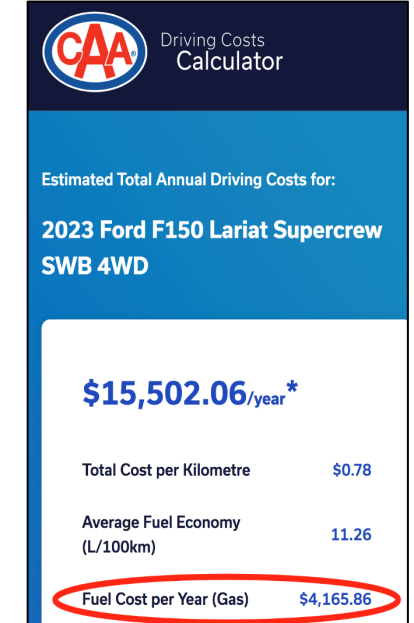 CAA
Driving Costs
Calculator
Estimated Total Annual Driving Costs for:
2023 Ford F150 Lariat Supercrew
SWB 4WD
$15,502.06/year*
Total Cost per Kilometre $0.78
Average Fuel Economy
(L/100km) 11.26
Fuel Cost per Year (Gas) $4,165.86